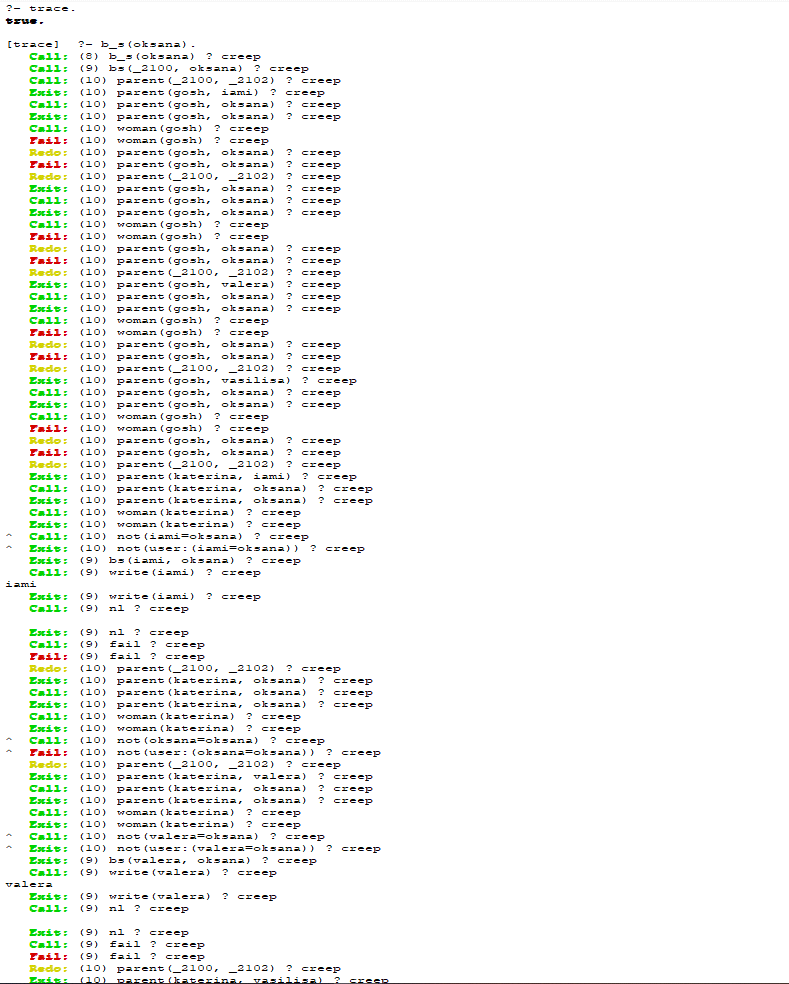 ?- trace.
true.
[trace]  ?- b_s(oksana).
   Call: (8) b_s(oksana) ? creep
   Call: (9) bs(_2100, oksana) ? creep
   Call: (10) parent(_2100, _2102) ? creep
   Exit: (10) parent(gosh, iami) ? creep
   Call: (10) parent(gosh, oksana) ? creep
   Exit: (10) parent(gosh, oksana) ? creep
   Call: (10) woman(gosh) ? creep
   Fail: (10) woman(gosh) ? creep
   Redo: (10) parent(gosh, oksana) ? creep
   Fail: (10) parent(gosh, oksana) ? creep
   Redo: (10) parent(_2100, _2102) ? creep
   Exit: (10) parent(gosh, oksana) ? creep
   Call: (10) parent(gosh, oksana) ? creep
   Exit: (10) parent(gosh, oksana) ? creep
   Call: (10) woman(gosh) ? creep
   Fail: (10) woman(gosh) ? creep
   Redo: (10) parent(gosh, oksana) ? creep
   Fail: (10) parent(gosh, oksana) ? creep
   Redo: (10) parent(_2100, _2102) ? creep
   Exit: (10) parent(gosh, valera) ? creep
   Call: (10) parent(gosh, oksana) ? creep
   Exit: (10) parent(gosh, oksana) ? creep
   Call: (10) woman(gosh) ? creep
   Fail: (10) woman(gosh) ? creep
   Redo: (10) parent(gosh, oksana) ? creep
   Fail: (10) parent(gosh, oksana) ? creep
   Redo: (10) parent(_2100, _2102) ? creep
   Exit: (10) parent(gosh, vasilisa) ? creep
   Call: (10) parent(gosh, oksana) ? creep
   Exit: (10) parent(gosh, oksana) ? creep
   Call: (10) woman(gosh) ? creep
   Fail: (10) woman(gosh) ? creep
   Redo: (10) parent(gosh, oksana) ? creep
   Fail: (10) parent(gosh, oksana) ? creep
   Redo: (10) parent(_2100, _2102) ? creep
   Exit: (10) parent(katerina, iami) ? creep
   Call: (10) parent(katerina, oksana) ? creep
   Exit: (10) parent(katerina, oksana) ? creep
   Call: (10) woman(katerina) ? creep
   Exit: (10) woman(katerina) ? creep
^  Call: (10) not(iami=oksana) ? creep
^  Exit: (10) not(user:(iami=oksana)) ? creep
   Exit: (9) bs(iami, oksana) ? creep
   Call: (9) write(iami) ? creep
iami
   Exit: (9) write(iami) ? creep
   Call: (9) nl ? creep
   Exit: (9) nl ? creep
   Call: (9) fail ? creep
   Fail: (9) fail ? creep
   Redo: (10) parent(_2100, _2102) ? creep
   Exit: (10) parent(katerina, oksana) ? creep
   Call: (10) parent(katerina, oksana) ? creep
   Exit: (10) parent(katerina, oksana) ? creep
   Call: (10) woman(katerina) ? creep
   Exit: (10) woman(katerina) ? creep
^  Call: (10) not(oksana=oksana) ? creep
^  Fail: (10) not(user:(oksana=oksana)) ? creep
   Redo: (10) parent(_2100, _2102) ? creep
   Exit: (10) parent(katerina, valera) ? creep
   Call: (10) parent(katerina, oksana) ? creep
   Exit: (10) parent(katerina, oksana) ? creep
   Call: (10) woman(katerina) ? creep
   Exit: (10) woman(katerina) ? creep
^  Call: (10) not(valera=oksana) ? creep
^  Exit: (10) not(user:(valera=oksana)) ? creep
   Exit: (9) bs(valera, oksana) ? creep
   Call: (9) write(valera) ? creep
valera
   Exit: (9) write(valera) ? creep
   Call: (9) nl ? creep
   Exit: (9) nl ? creep
   Call: (9) fail ? creep
   Fail: (9) fail ? creep
   Redo: (10) parent(_2100, _2102) ? creep
   Exit: (10) parent(katerina, vasilisa) ? creep